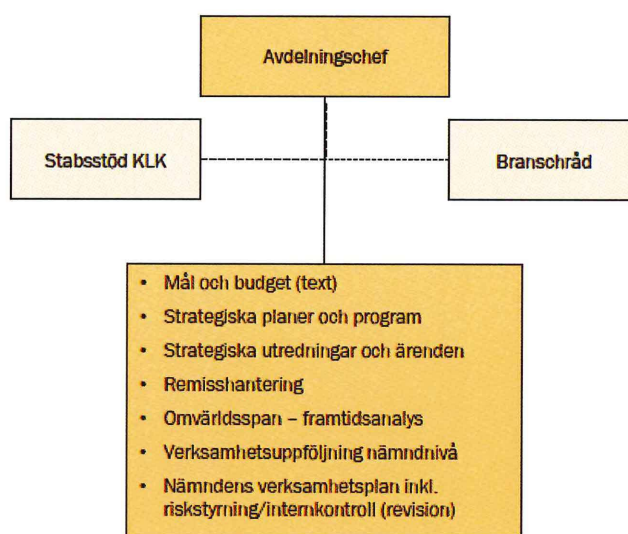 Avdelningschef
Stabsstöd KLK
Branschråd
• Mål och budget (text)
• Strategiska planer och program
• Strategiska utredningar och ärenden
• Remisshantering
• Omvärldsspan – framtidsanalys
• Verksamhetsuppföljning nämndnivå
• Nämndens verksamhetsplan inkl.
riskstyrning/internkontroll (revision)